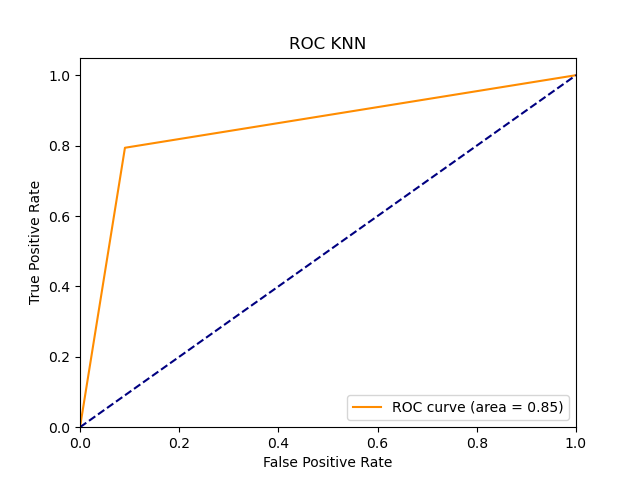 ROC KNN
1.0
0.8
0.6
0.4
0.2
0.0
True Positive Rate
ROC curve (area = 0.85)
0.0 0.2 0.4 0.6 0.8 1.0
False Positive Rate